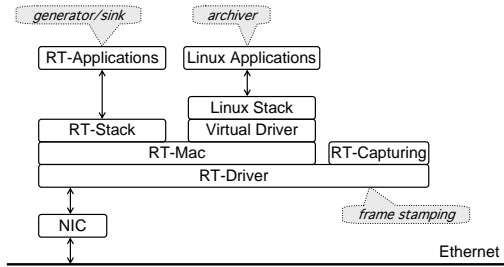 generator/sink
archiver
RT-Applications
Linux Applications
Linux Stack
RT-Stack
Virtual Driver
RT-Mac
RT-Capturing
RT-Driver
frame stamping
NIC
Ethernet